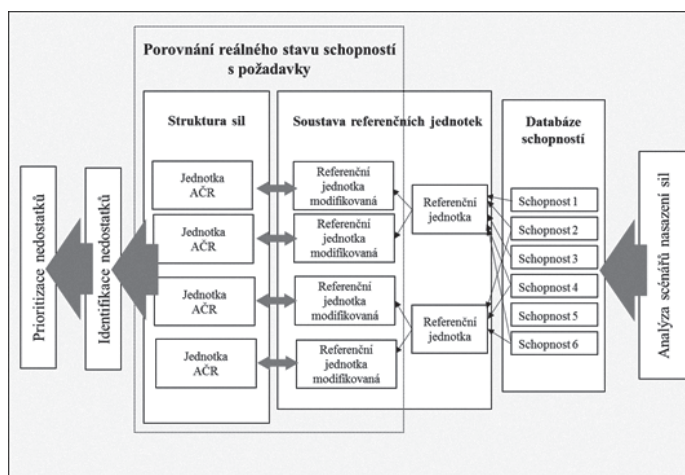 Porovnání reálného stavu schopností
s požadavky
Prioritizace nedostatků
Identifikace nedostatků
Struktura sil
Jednotka
AČR
Jednotka
AČR
Jednotka
AČR
Jednotka
AČR
Soustava referenčních jednotek
Referenční
jednotka
modifikovaná
Referenční
jednotka
modifikovaná
Referenční
jednotka
modifikovaná
Referenční
jednotka
modifikovaná
Referenční
jednotka
Referenční
jednotka
Databáze
schopností
Schopnost 1
Schopnost 2
Schopnost 3
Schopnost 4
Schopnost 5
Schopnost 6
Analýza scénářů nasazení sil